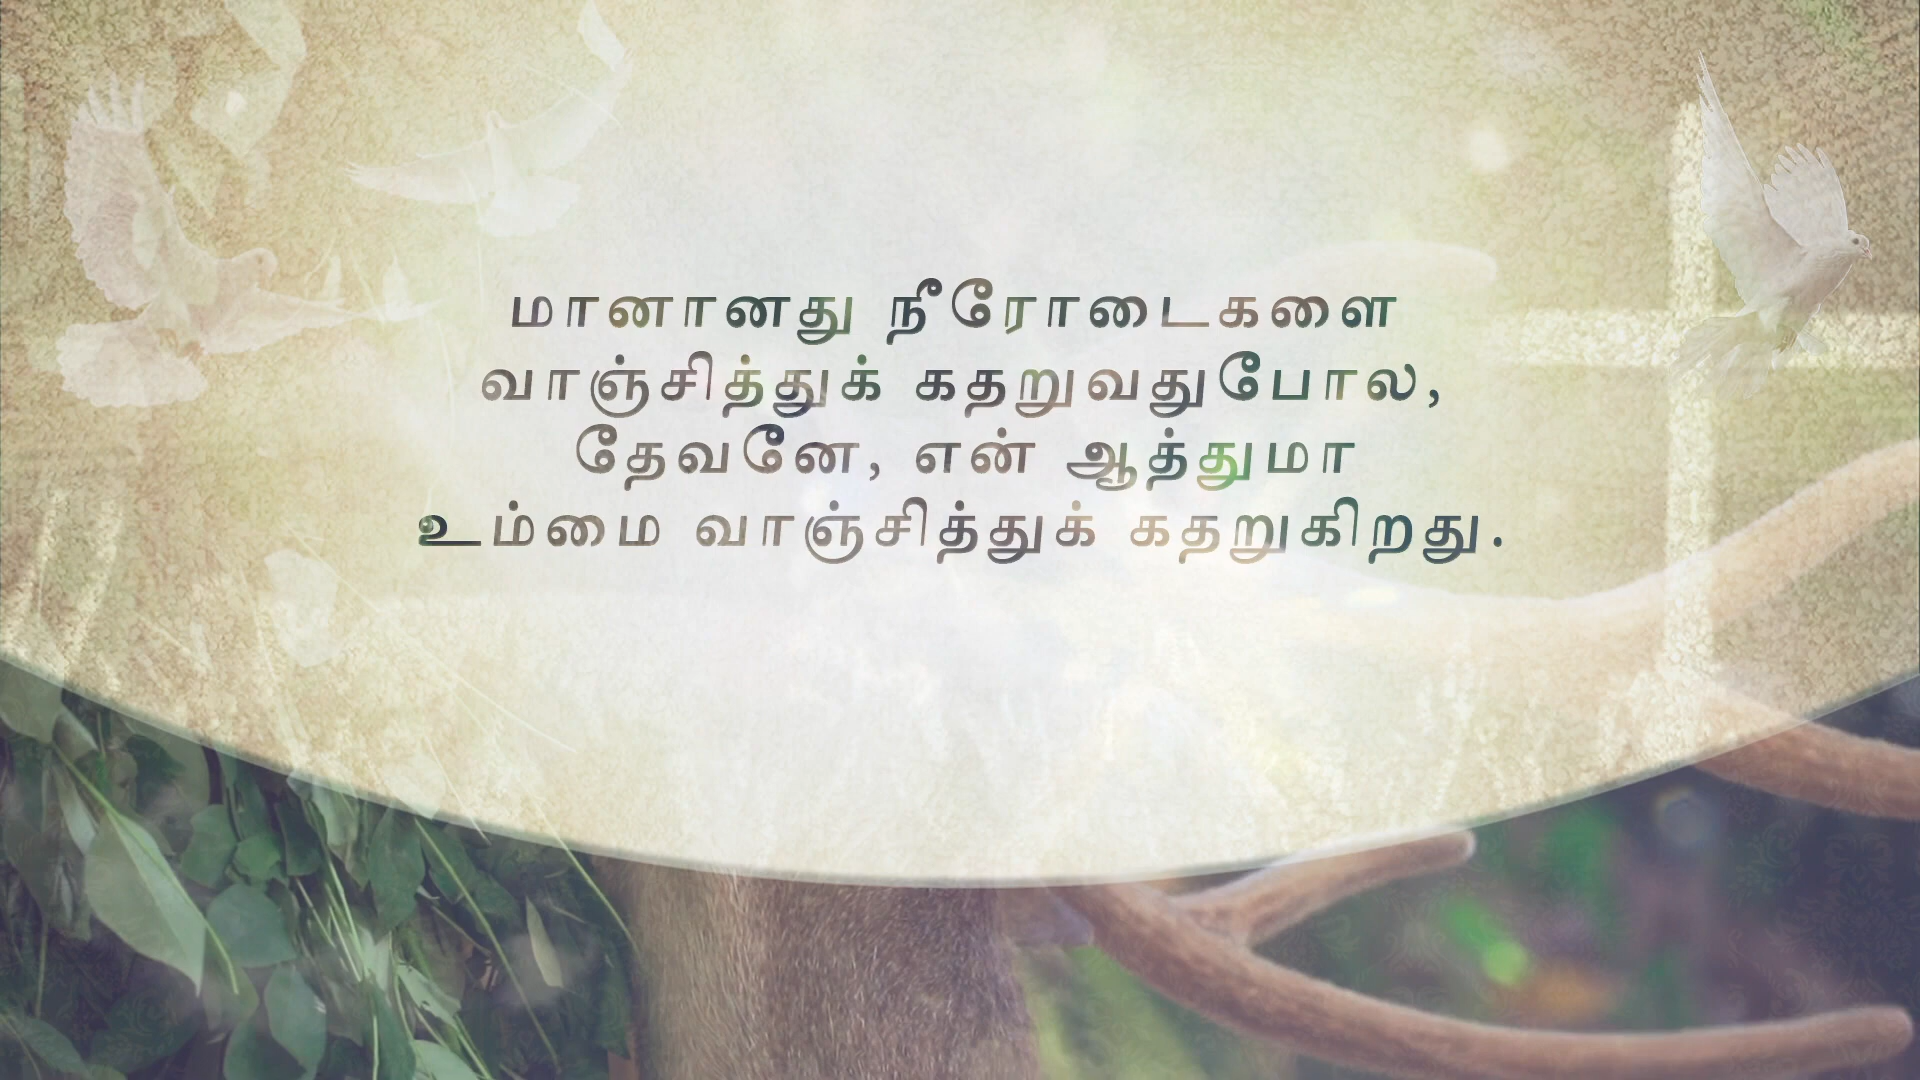 மானானது நீரோடைகளை
வாஞ்சித்துக் கதறுவதுபோல,
தேவனே, என் ஆத்துமா
உம்மை வாஞ்சித்துக் கதறுகிறது.